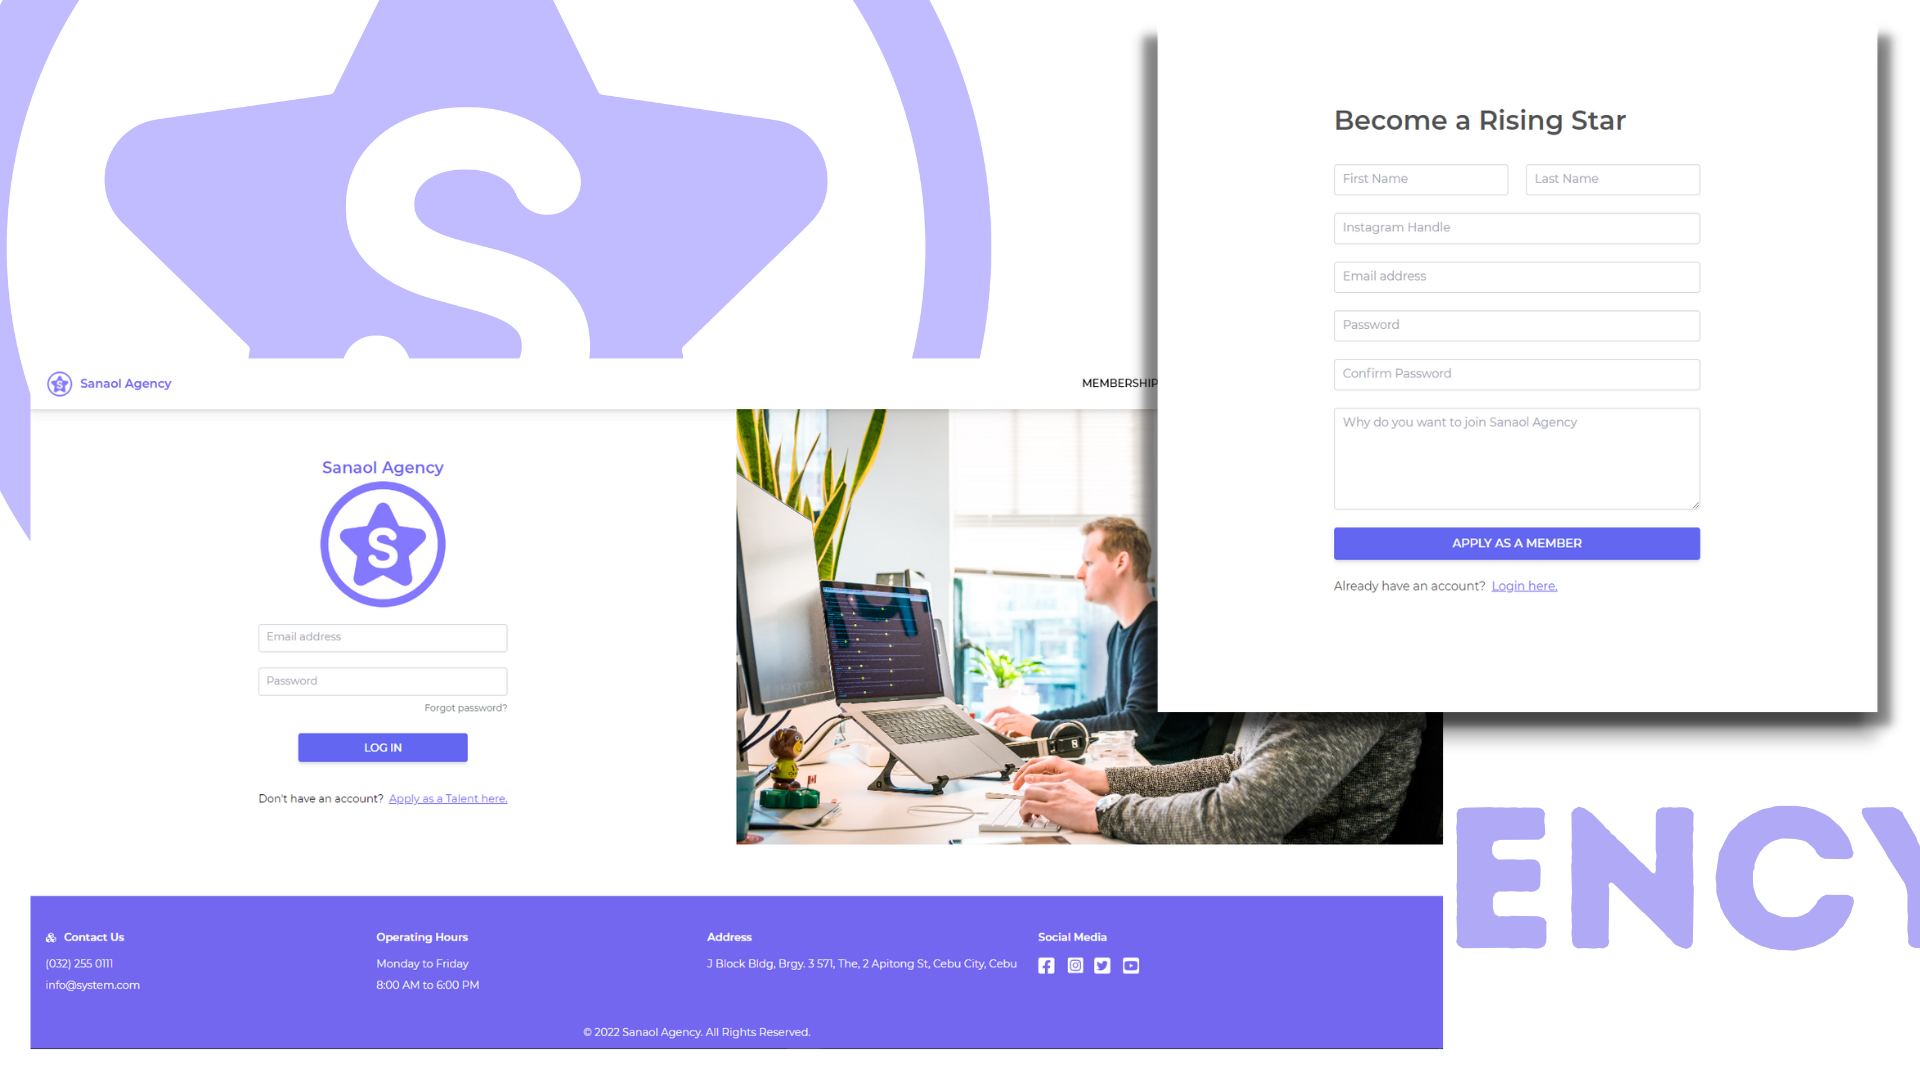 S
Sanaol Agency
MEMBERSHIP
Sanaol Agency
S
Email address
Password
Forgot password?
LOG IN
Don't have an account? Apply as a Talent here.
Become a Rising Star
First Name
Last Name
Instagram Handle
Email address
Password
Confirm Password
Why do you want to join Sanaol Agency
APPLY AS A MEMBER
Already have an account? Login here.
ENCY
Contact Us
(032) 255 0111
info@system.com
Operating Hours
Monday to Friday
8:00 AM to 6:00 PM
Address
J Block Bldg, Brgy. 3 571, The, 2 Apitong St, Cebu City, Cebu
Social Media
© 2022 Sanaol Agency. All Rights Reserved.